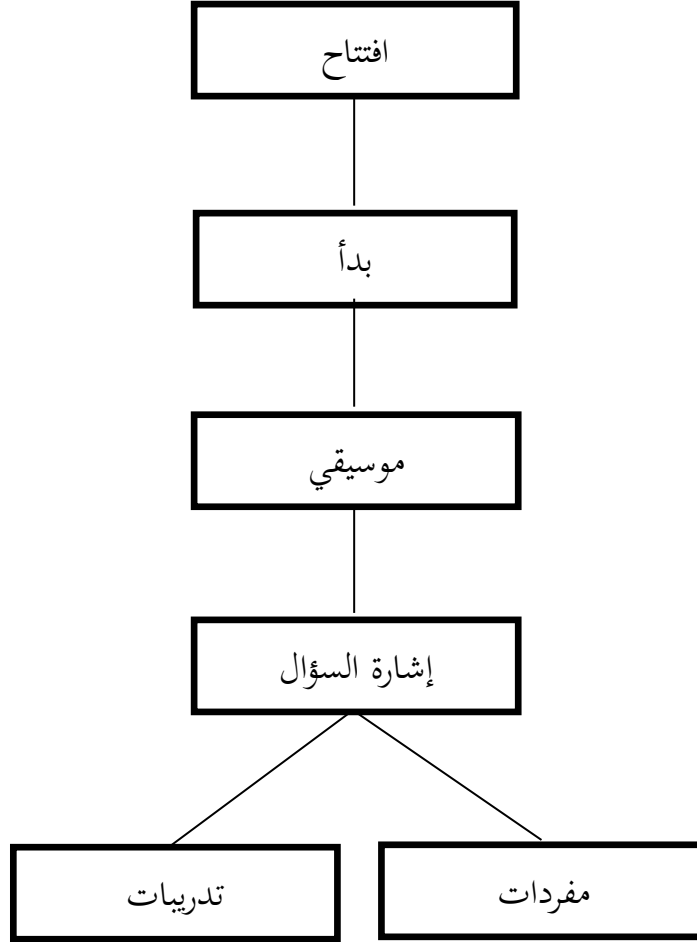 افتتاح
بدأ
موسيقي
إشارة السؤال
مفردات
تدريبات